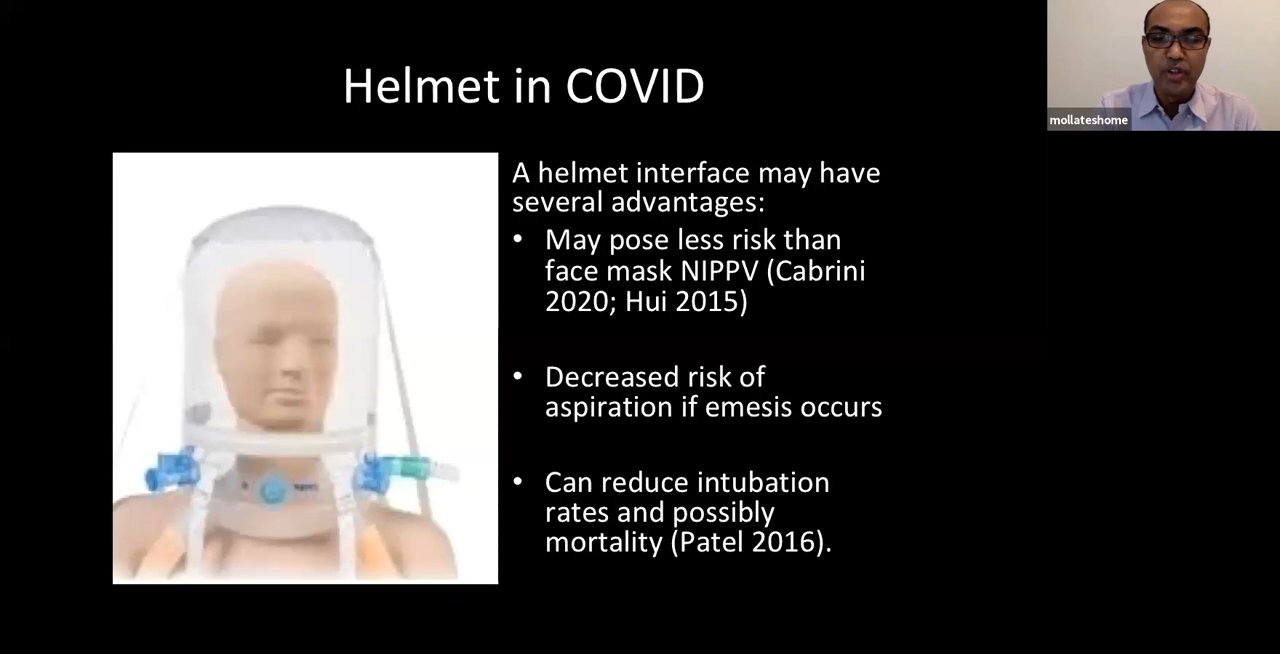 Helmet in COVID
mollateshome
A helmet interface may have
several advantages:
• May pose less risk than
face mask NIPPV (Cabrini
2020; Hui 2015)
• Decreased risk of
aspiration if emesis occurs
• Can reduce intubation
rates and possibly
mortality (Patel 2016).